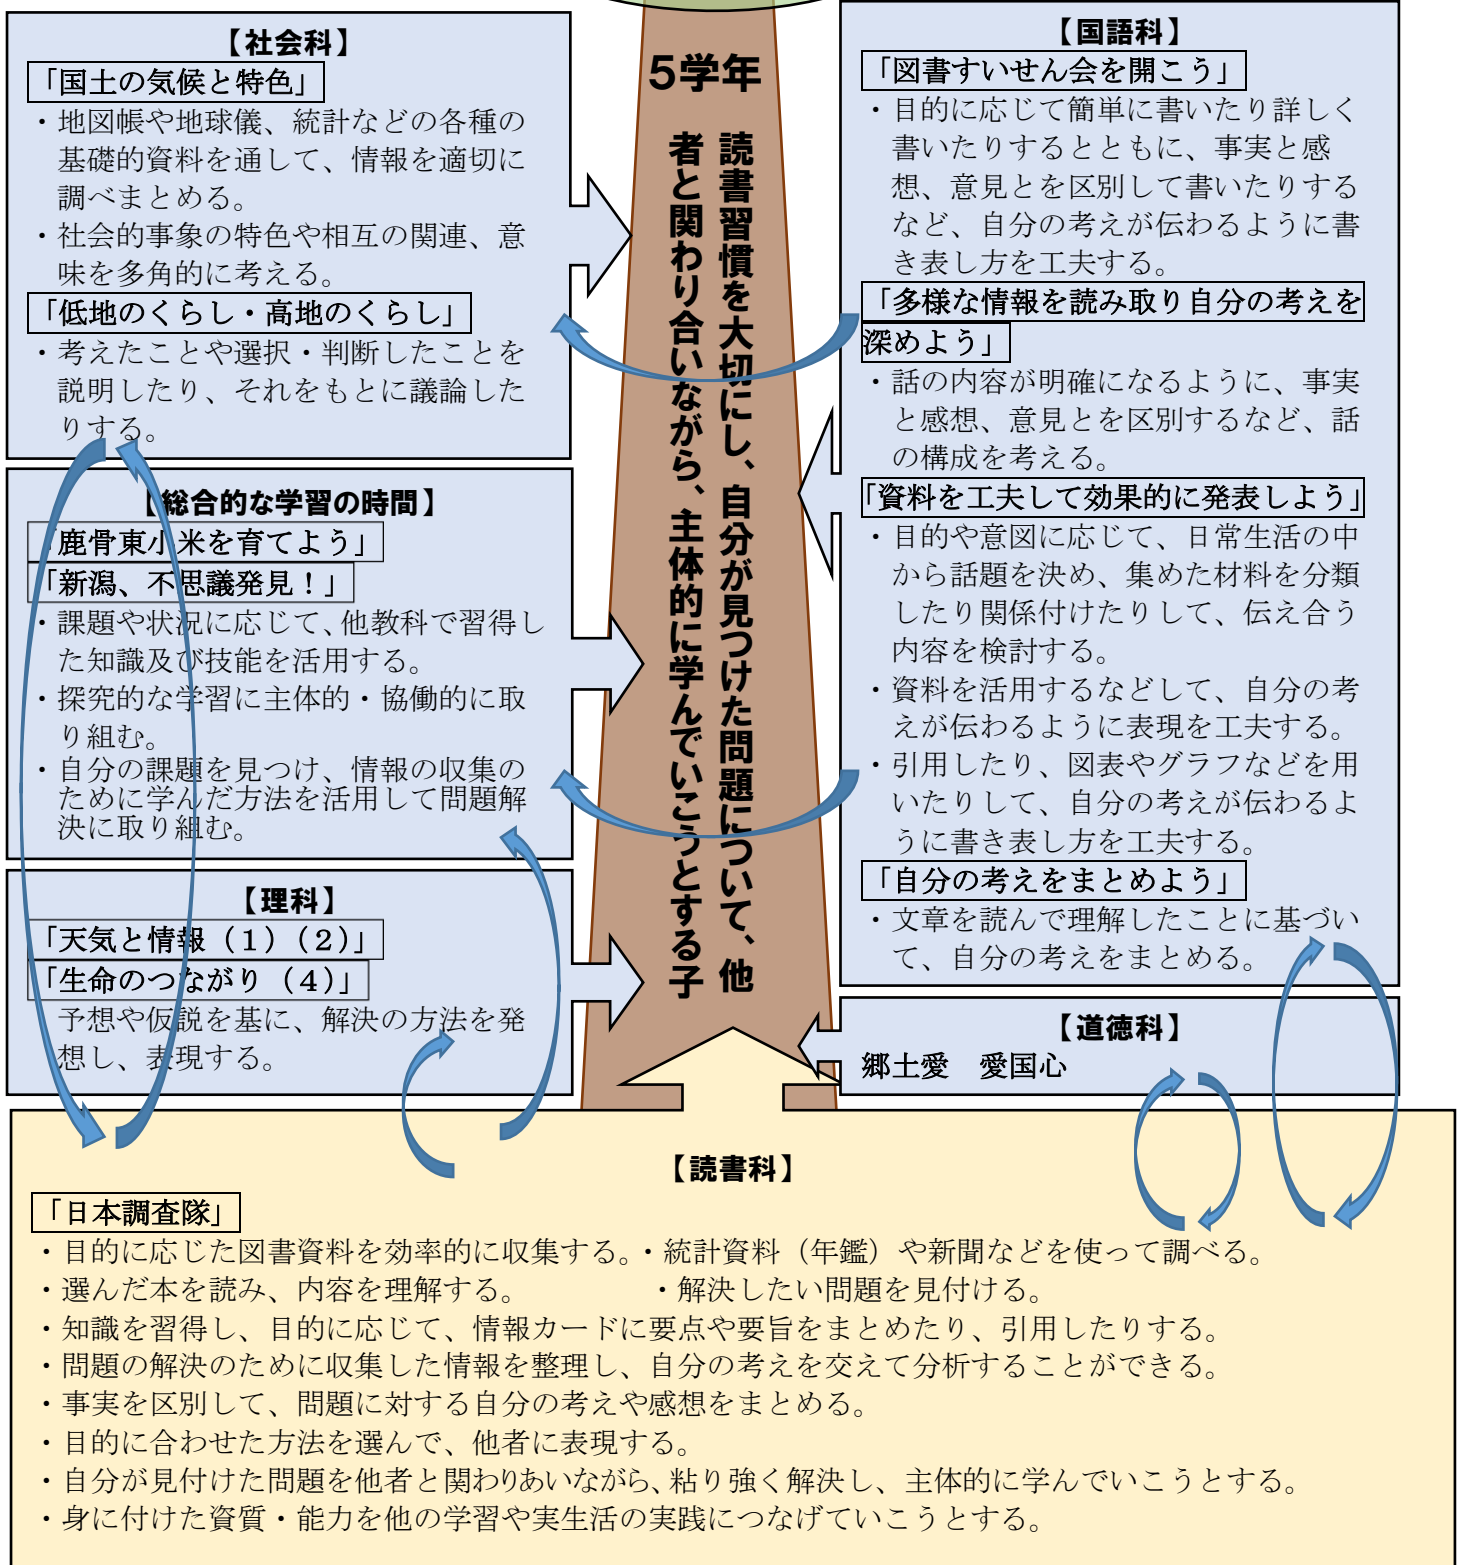 【社会科】
「国土の気候と特色」
・地図帳や地球儀、統計などの各種の
基礎的資料を通して、情報を適切に
調べまとめる。
・社会的事象の特色や相互の関連、意
味を多角的に考える。
「低地のくらし・高地のくらし」
・考えたことや選択・判断したことを
説明したり、それをもとに議論した
りする。
【総合的な学習の時間】
「鹿骨東小米を育てよう」
「新潟、不思議発見！」
・課題や状況に応じて、他教科で習得し
た知識及び技能を活用する。
・探究的な学習に主体的・協働的に取
り組む。
・自分の課題を見つけ、情報の収集の
ために学んだ方法を活用して問題解
決に取り組む。
【理科】
「天気と情報（１）（２）」
「生命のつながり（４）」
予想や仮説を基に、解決の方法を発
想し、表現する。
５学年
読書習慣を大切にし、自分が見つけた問題について、他
者と関わり合いながら、主体的に学んでいこうとする子
【国語科】
「図書すいせん会を開こう」
・目的に応じて簡単に書いたり詳しく
書いたりするとともに、事実と感
想、意見とを区別して書いたりする
など、自分の考えが伝わるように書
き表し方を工夫する。
「多様な情報を読み取り自分の考えを
深めよう」
・話の内容が明確になるように、事実
と感想、意見とを区別するなど、話
の構成を考える。
「資料を工夫して効果的に発表しよう」
・目的や意図に応じて、日常生活の中
から話題を決め、集めた材料を分類
したり関係付けたりして、伝え合う
内容を検討する。
・資料を活用するなどして、自分の考
えが伝わるように表現を工夫する。
・引用したり、図表やグラフなどを用
いたりして、自分の考えが伝わるよ
うに書き表し方を工夫する。
「自分の考えをまとめよう」
・文章を読んで理解したことに基づい
て、自分の考えをまとめる。
【道徳科】
郷土愛　愛国心
【読書科】
「日本調査隊」
・目的に応じた図書資料を効率的に収集する。・統計資料（年鑑）や新聞などを使って調べる。
・選んだ本を読み、内容を理解する。　　　　　・解決したい問題を見付ける。
・知識を習得し、目的に応じて、情報カードに要点や要旨をまとめたり、引用したりする。
・問題の解決のために収集した情報を整理し、自分の考えを交えて分析することができる。
・事実を区別して、問題に対する自分の考えや感想をまとめる。
・目的に合わせた方法を選んで、他者に表現する。
・自分が見付けた問題を他者と関わりあいながら、粘り強く解決し、主体的に学んでいこうとする。
・身に付けた資質・能力を他の学習や実生活の実践につなげていこうとする。